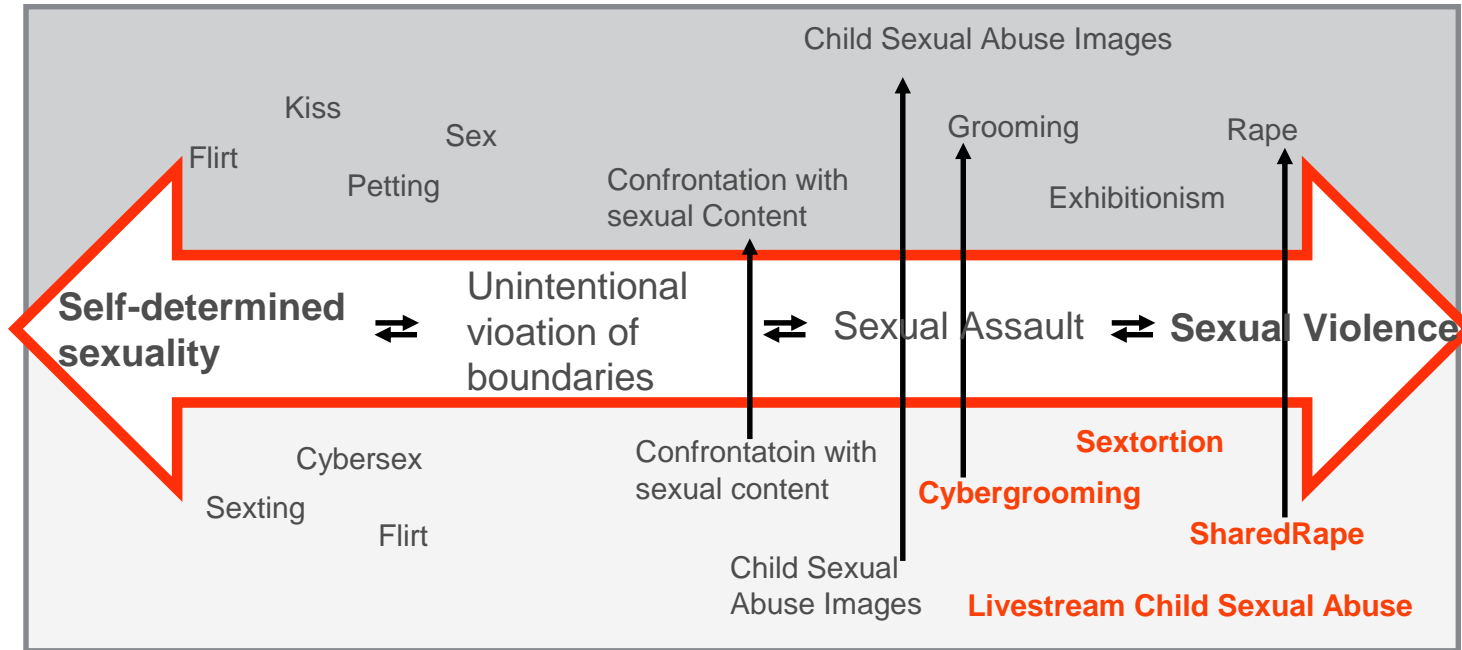 Child Sexual Abuse Images
Kiss
Sex
Grooming
Rape
Flirt
Petting
Confrontation with
sexual Content
Exhibitionism
Self-determined
sexuality
Unintentional
vioation of
boundaries
Sexual Assault
Sexual Violence
Cybersex
Sexting
Flirt
Confrontatoin with
sexual content
Sextortion
Cybergrooming
SharedRape
Child Sexual
Abuse Images
Livestream Child Sexual Abuse